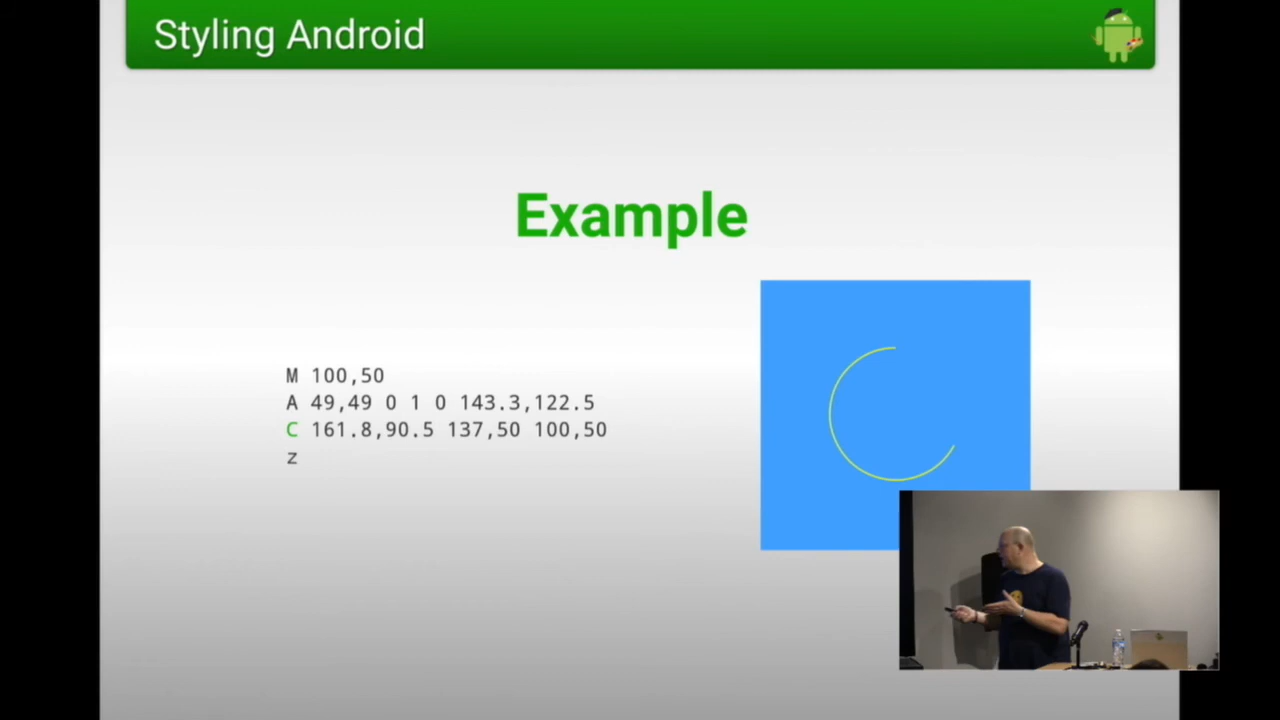 Styling Android
Example
M 100,50
A 49,49 0 1 0 143.3,122.5
C 161.8,90.5 137,50 100,50
z